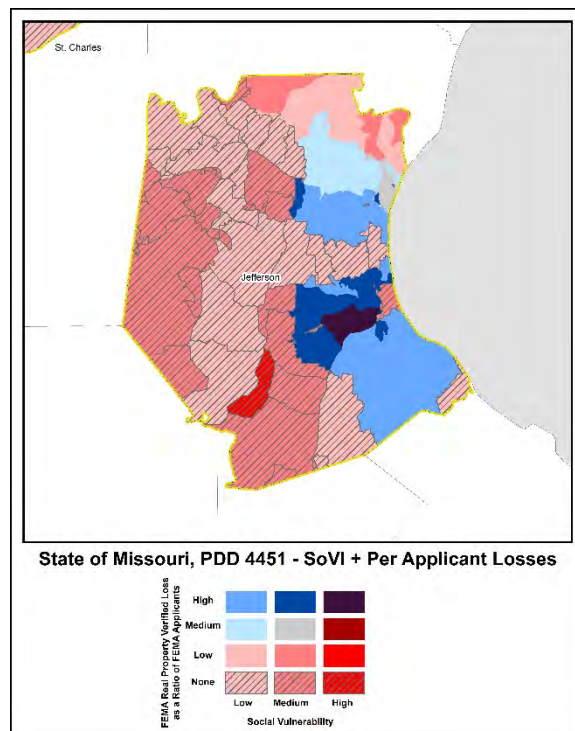 St. Charles
Jefferson
State of Missouri, PDD 4451 - SoVI + Per Applicant Losses
FEMA Real Property Verified Loss
as a Ratio of FEMA Applicants
High
Medium
Low
None
Low
Medium
High
Social Vulnerability